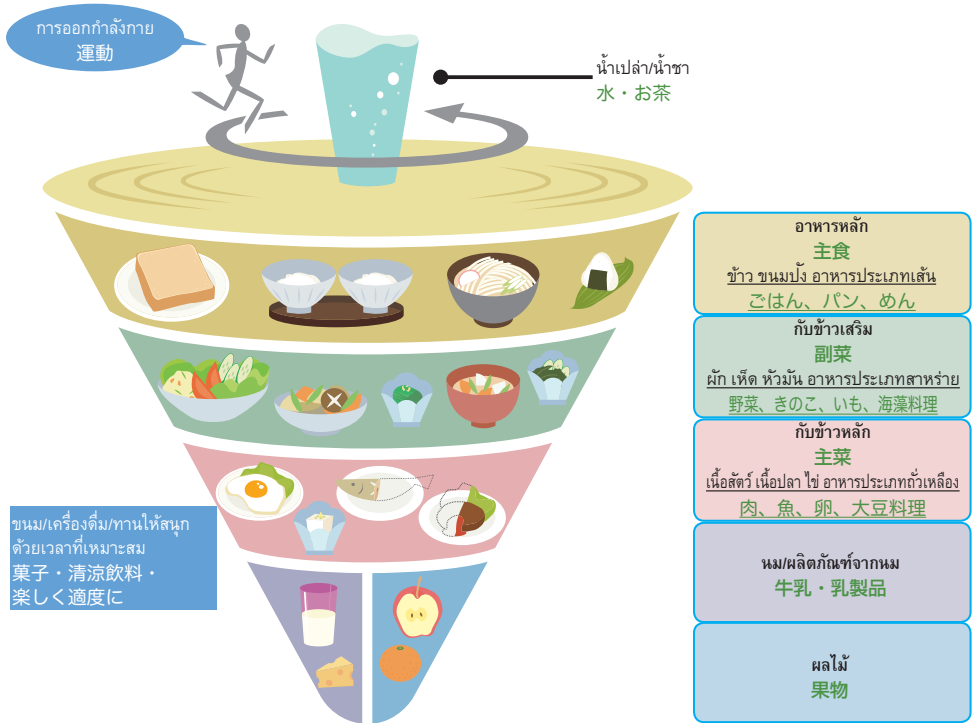 การออกกำลังกาย
運動
น้ำเปล่า/น้ำชา
水・お茶
อาหารหลัก
主食
ข้าว ขนมปัง อาหารประเภทเส้น
ごはん、パン、めん
กับข้าวเสริม
副菜
ผัก เห็ด หัวมัน อาหารประเภทสาหร่าย
野菜、きのこ、いも、海藻料理
กับข้าวหลัก
主菜
เนื้อสัตว์ เนื้อปลา ไข่ อาหารประเภทถั่วเหลือง
肉、魚、卵、大豆料理
ขนม/เครื่องดื่ม/ทานให้สนุก
ด้วยเวลาที่เหมาะสม
菓子・清涼飲料・
楽しく適度に
นม/ผลิตภัณฑ์จากนม
牛乳・乳製品
ผลไม้
果物